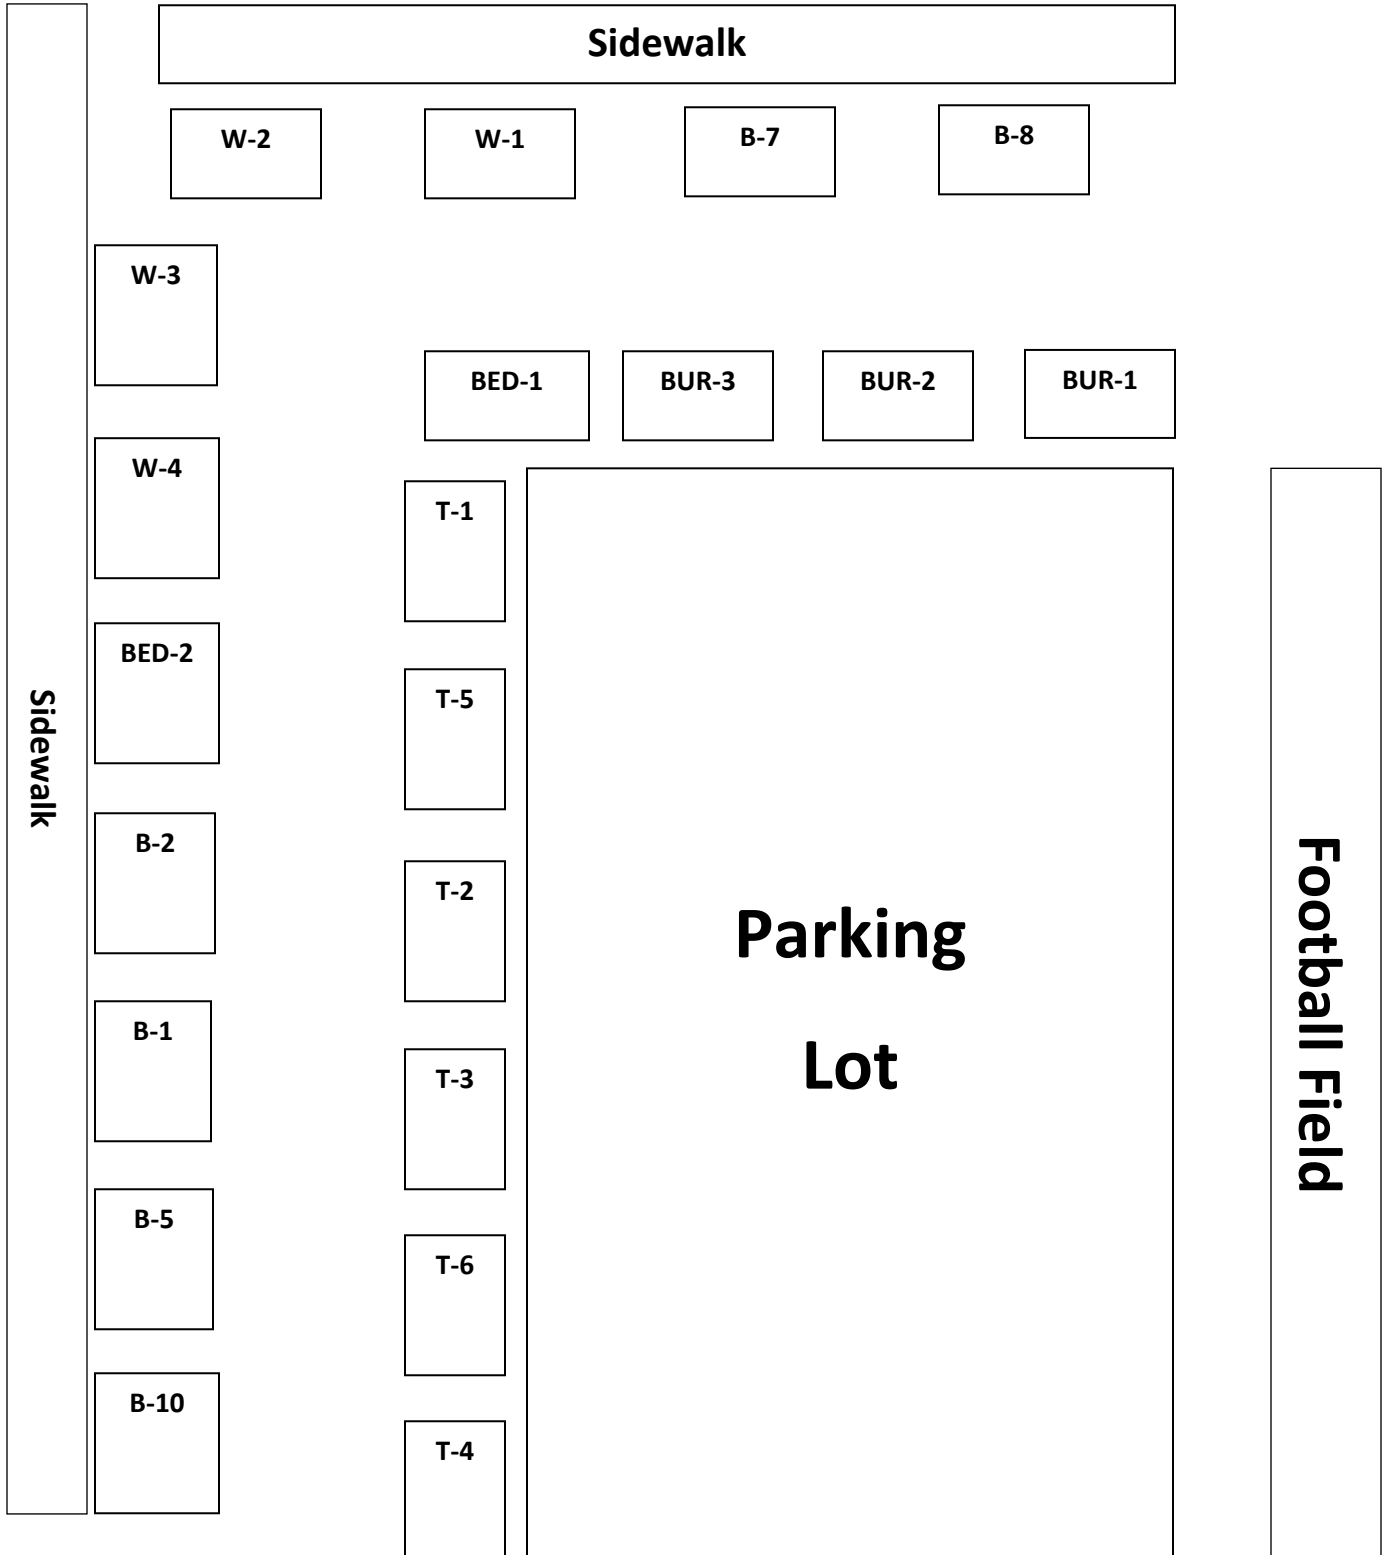 Sidewalk
W-2
W-1
B-7
B-8
W-3
BED-1
BUR-3
BUR-2
BUR-1
W-4
T-1
BED-2
T-5
Sidewalk
B-2
T-2
Parking
Lot
Football Field
B-1
T-3
B-5
T-6
B-10
T-4